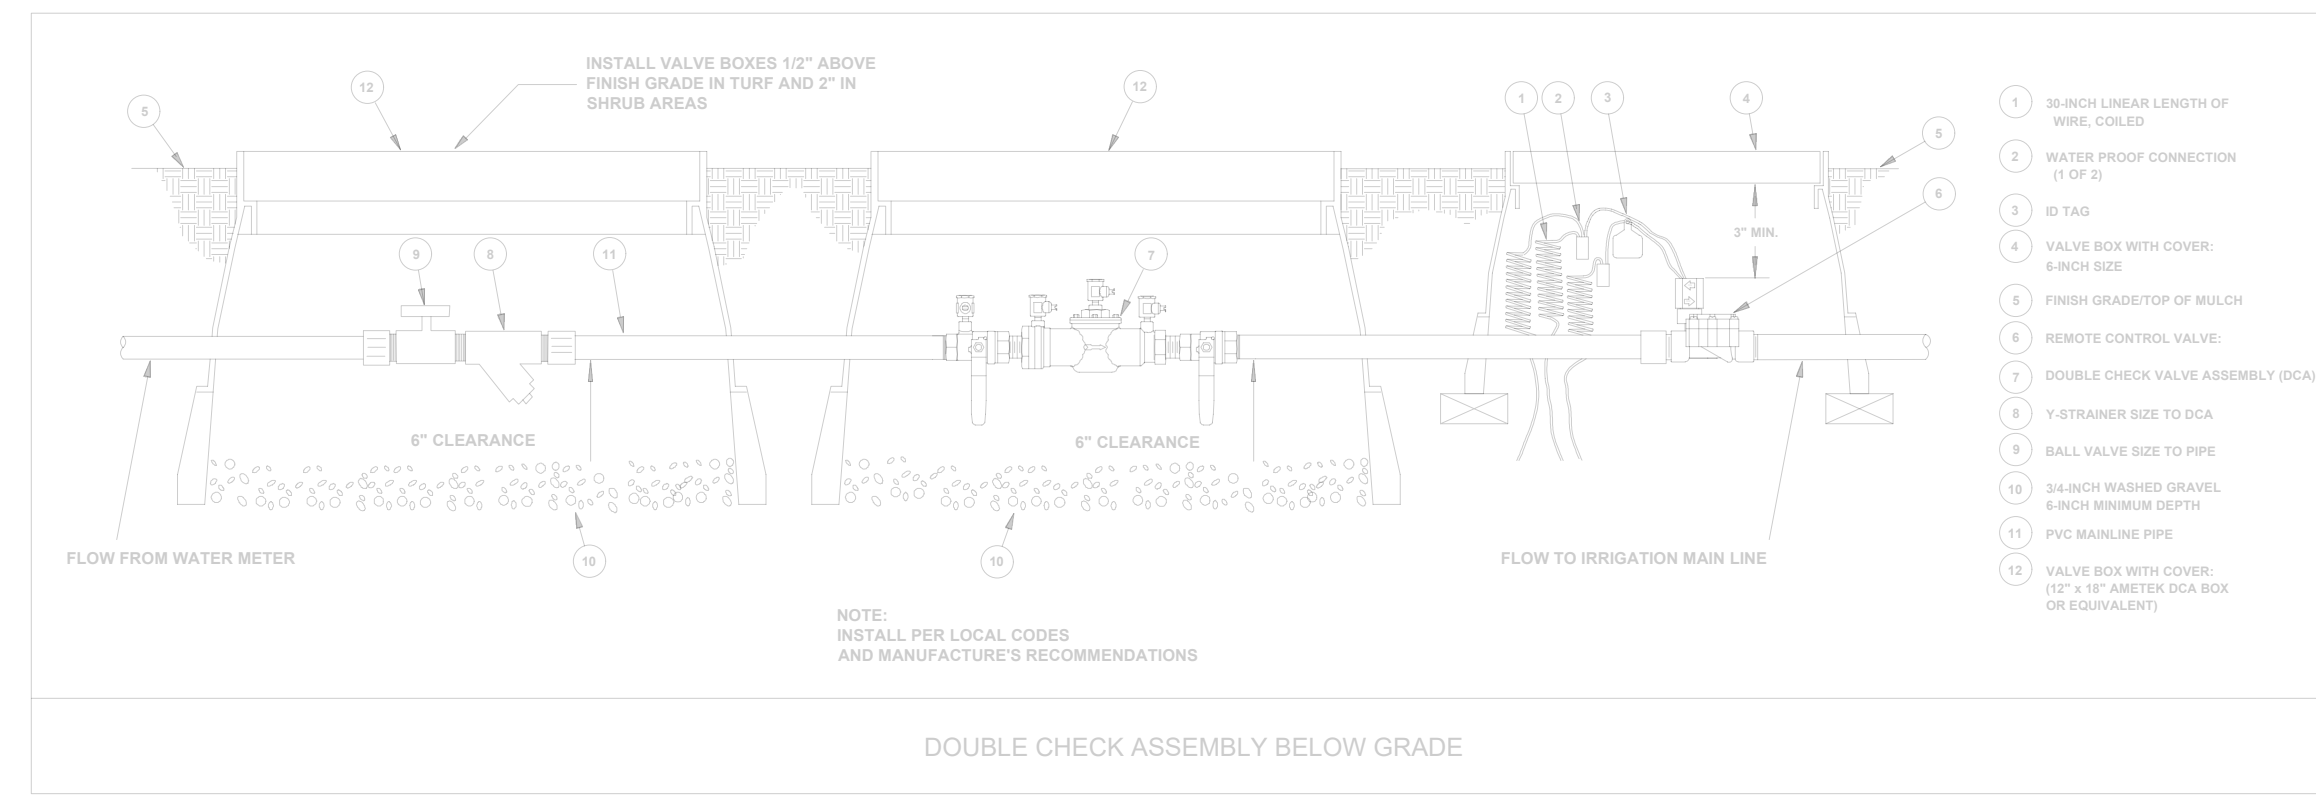 INSTALL VALVE BOXES 1/2" ABOVE
FINISH GRADE IN TURF AND 2" IN
SHRUB AREAS
12
12
5
1
2
3
4
5
6
3" MIN.
9
8
11
7
6" CLEARANCE
6" CLEARANCE
FLOW FROM WATER METER
10
10
FLOW TO IRRIGATION MAIN LINE
NOTE:
INSTALL PER LOCAL CODES
AND MANUFACTURE'S RECOMMENDATIONS
1 30-INCH LINEAR LENGTH OF
WIRE, COILED
2 WATER PROOF CONNECTION
(1 OF 2)
3 ID TAG
4 VALVE BOX WITH COVER:
6-INCH SIZE
5 FINISH GRADE/TOP OF MULCH
6 REMOTE CONTROL VALVE:
7 DOUBLE CHECK VALVE ASSEMBLY (DCA)
8 Y-STRAINER SIZE TO DCA
9 BALL VALVE SIZE TO PIPE
10 3/4-INCH WASHED GRAVEL
6-INCH MINIMUM DEPTH
11 PVC MAINLINE PIPE
12 VALVE BOX WITH COVER:
(12" x 18" AMETEK DCA BOX
OR EQUIVALENT)
DOUBLE CHECK ASSEMBLY BELOW GRADE